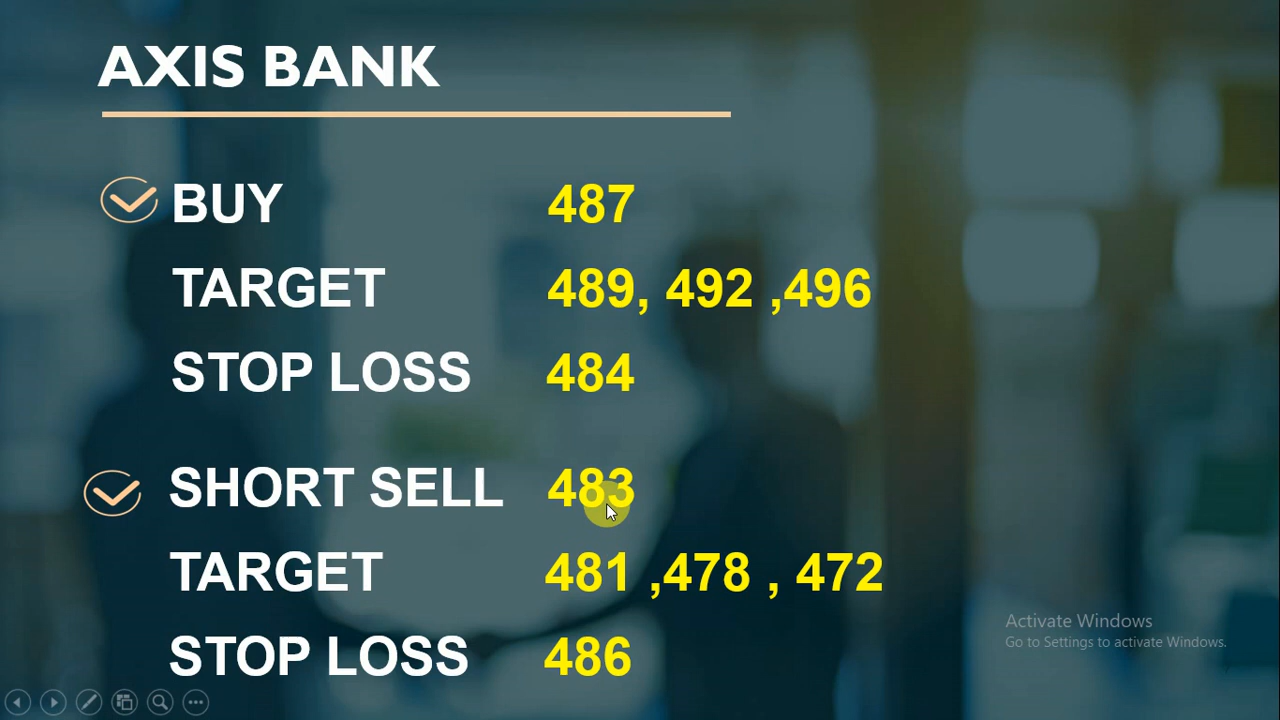 AXIS BANK
BUY 487
TARGET 489, 492 ,496
STOP LOSS 484
SHORT SELL 483
TARGET 481 ,478 , 472
STOP LOSS 486
Activate Windows
Go to Settings to activate Windows.